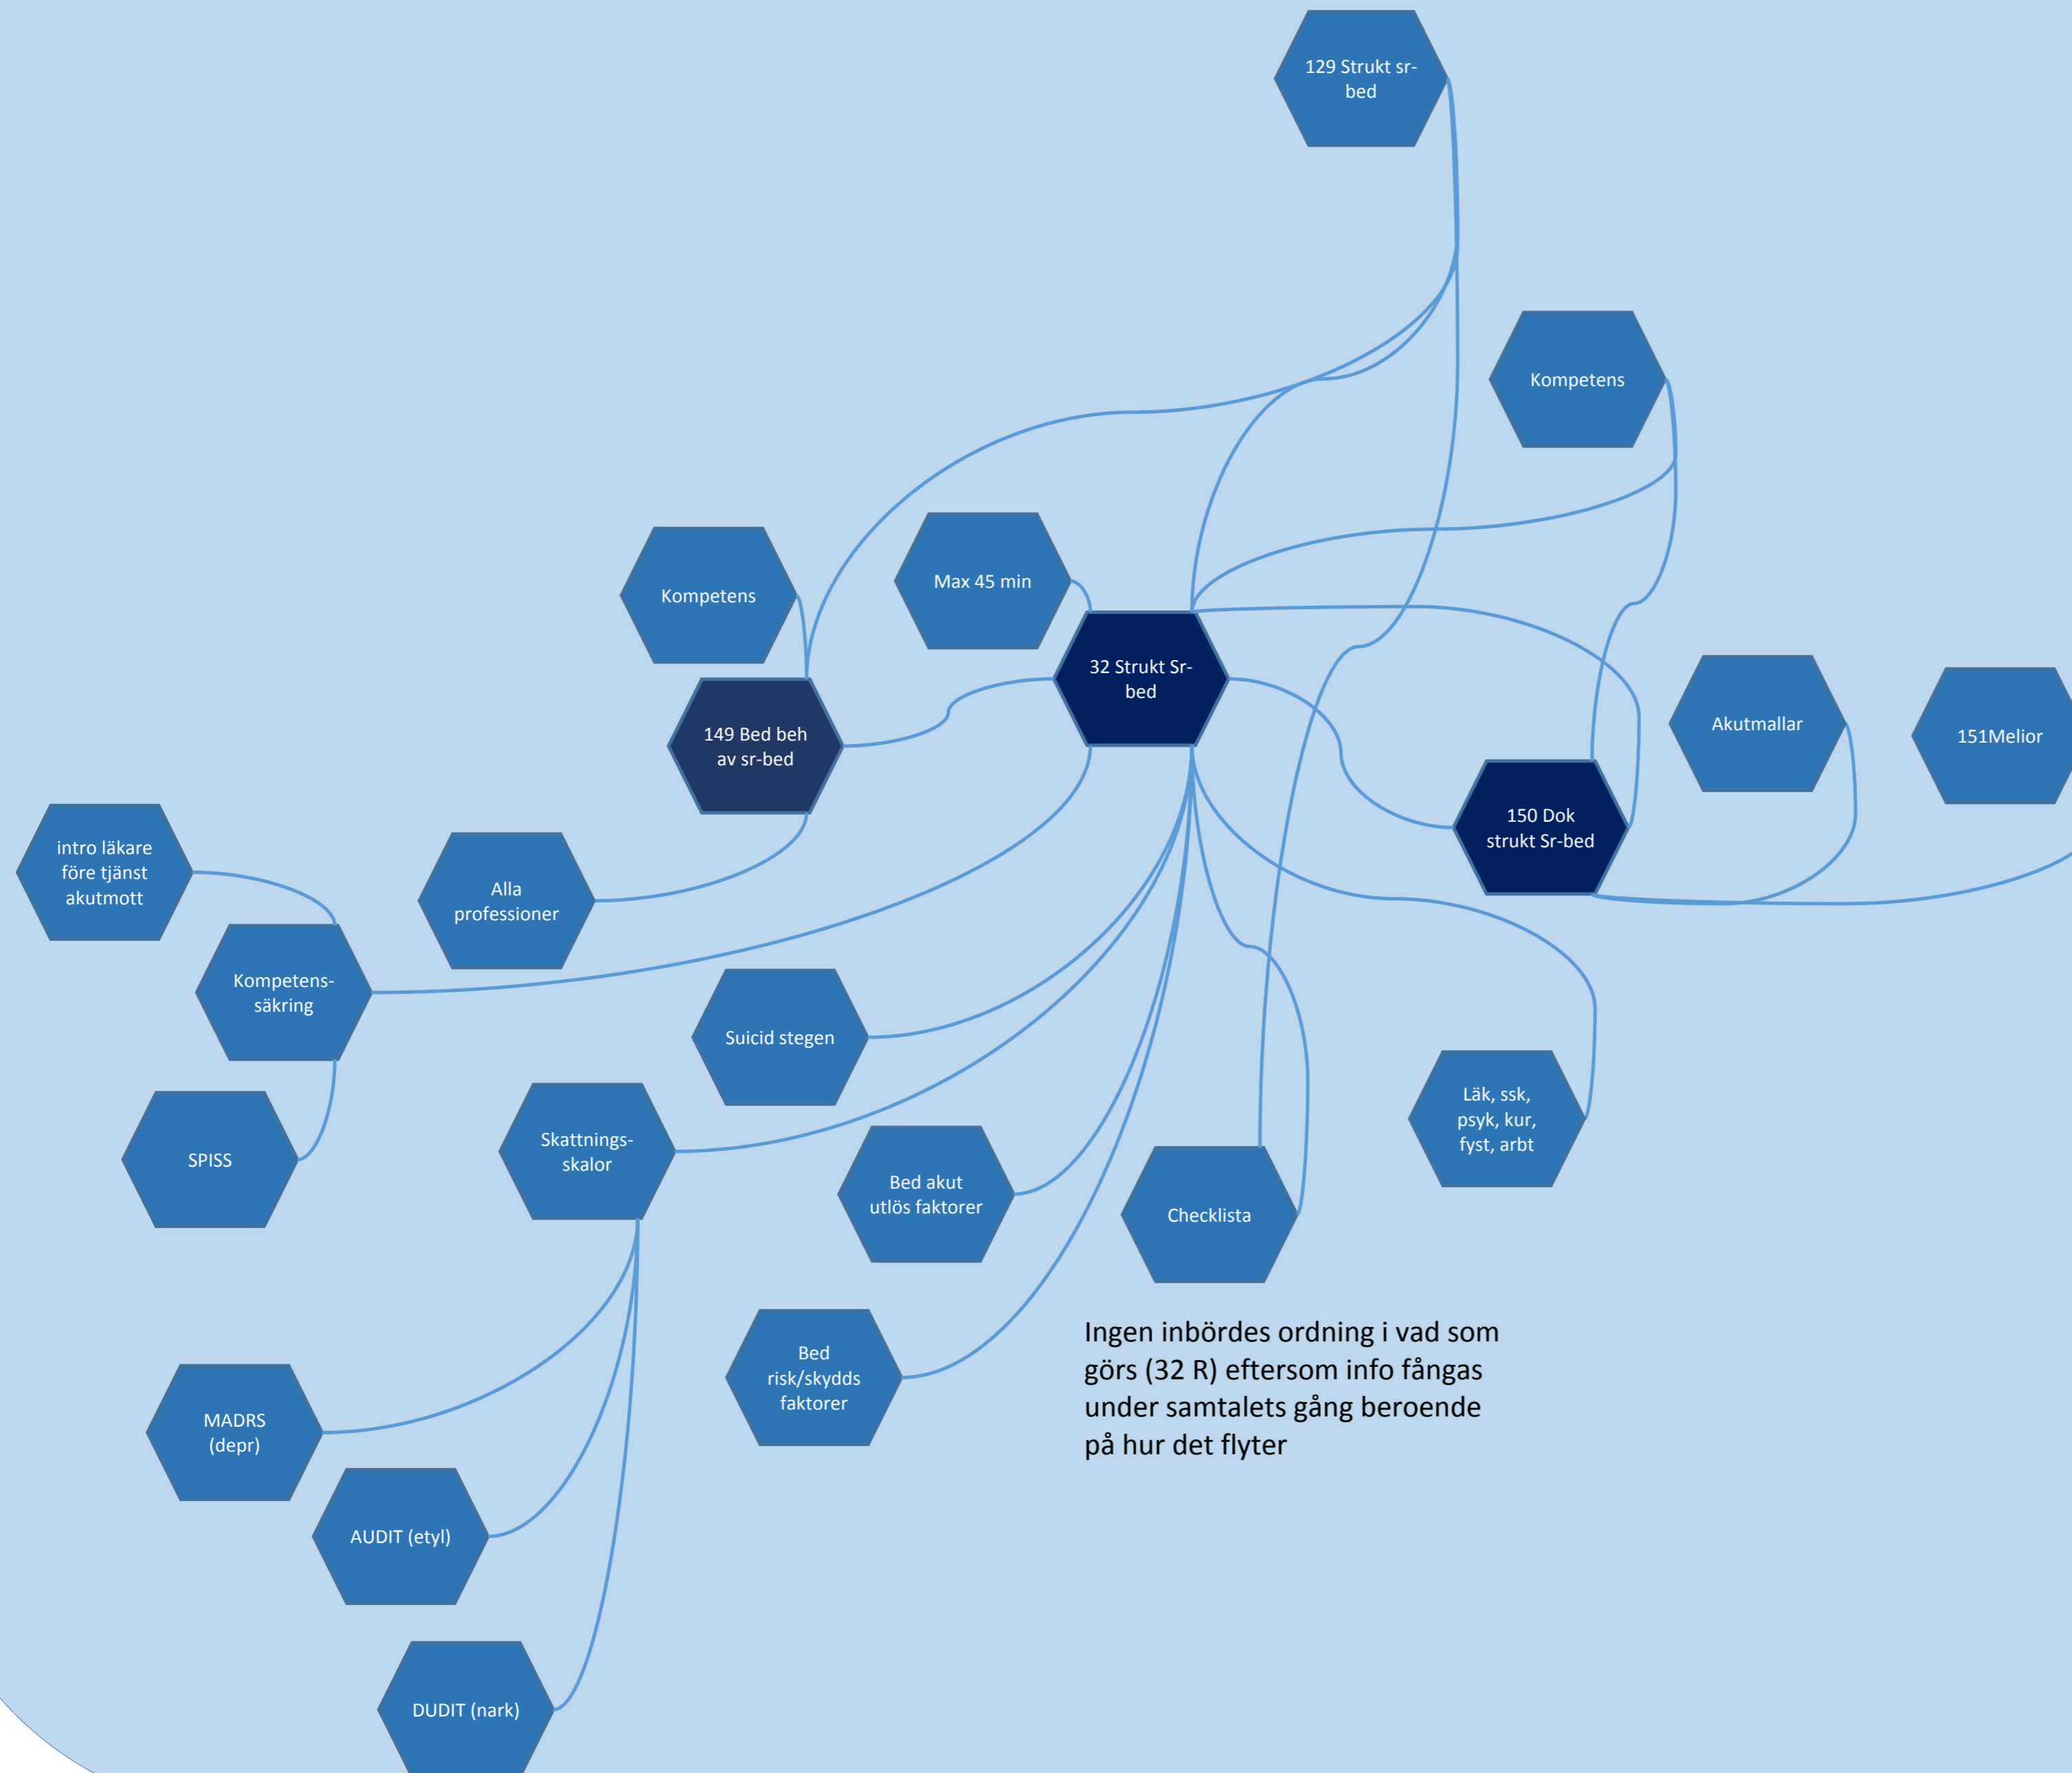 129 Strukt sr-
bed
Kompetens
Kompetens
Max 45 min
32 Strukt Sr-
bed
149 Bed beh
av sr-bed
Akutmallar
151Melior
150 Dok
strukt Sr-bed
intro läkare
före tjänst
akutmott
Alla
professioner
Kompetens-
säkring
Suicid stegen
SPISS
Skattnings-
skalor
Läk, ssk,
psyk, kur,
fyst, arbt
Bed akut
utlös faktorer
Checklista
Bed
risk/skydds
faktorer
Ingen inbördes ordning i vad som
görs (32 R) eftersom info fångas
under samtalets gång beroende
på hur det flyter
MADRS
(depr)
AUDIT (etyl)
DUDIT (nark)